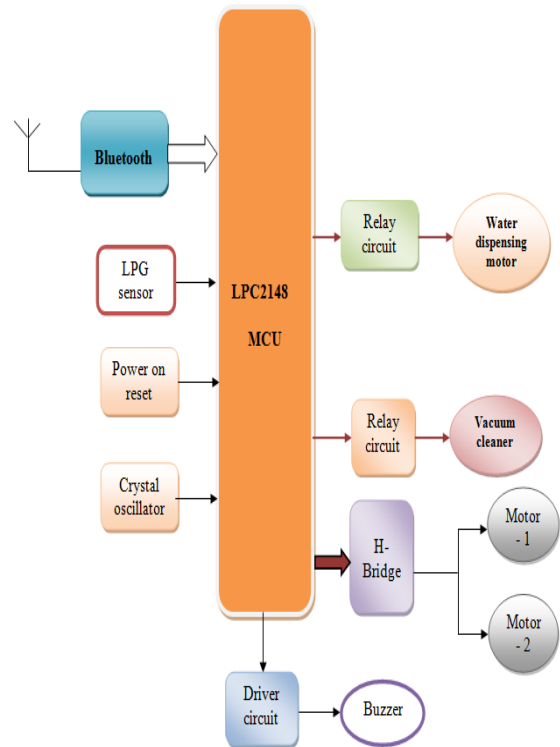 Bluetooth
LPG
sensor
Power on
reset
Crystal
oscillator
LPC2148
MCU
Relay
circuit
Water
dispensing
motor
Relay
circuit
Vacuum
cleaner
H-
Bridge
Motor
- 1
Motor
- 2
Driver
circuit
Buzzer